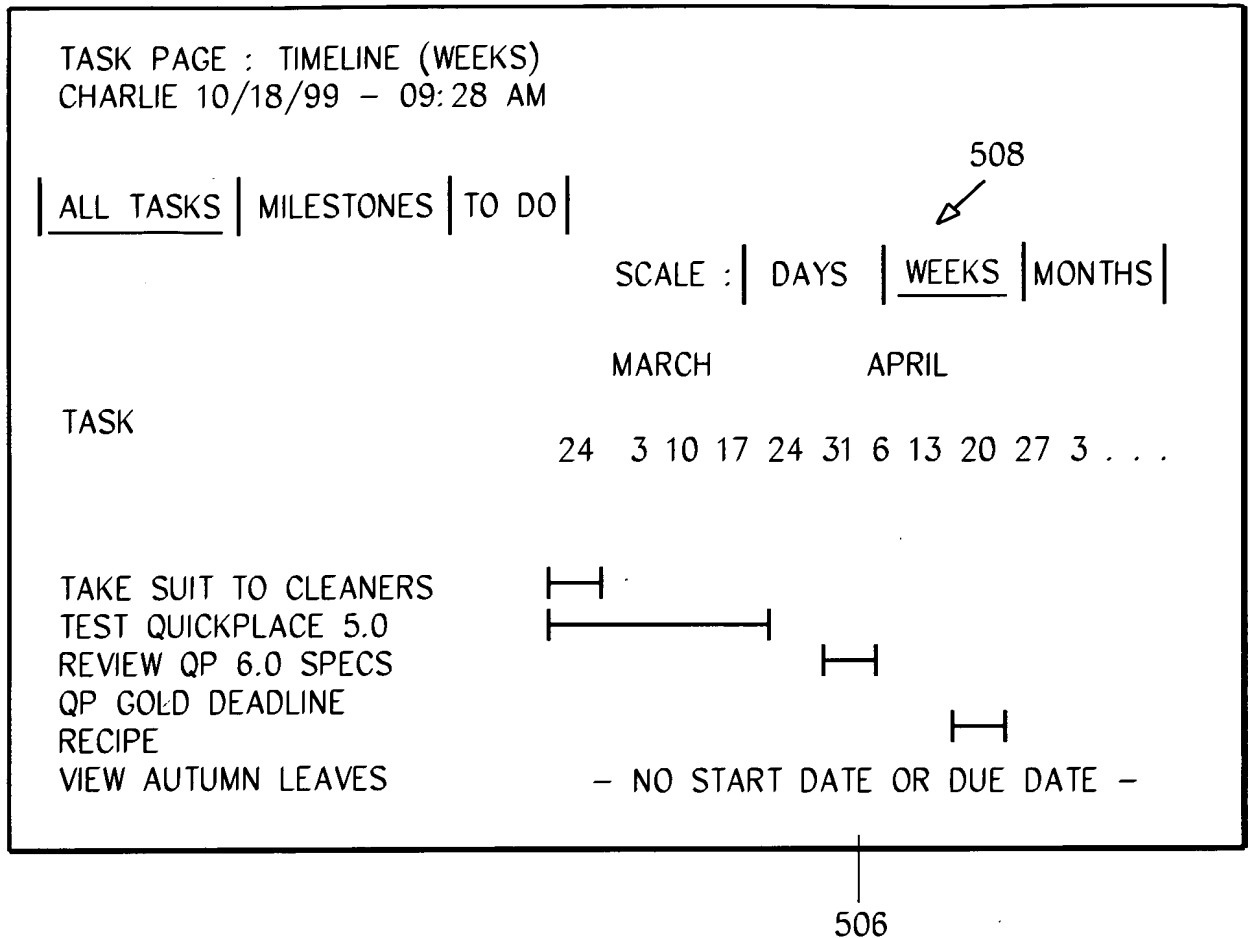 TASK PAGE : TIMELINE (WEEKS)
CHARLIE 10/18/99 – 09:28 AM
508
ALL TASKS | MILESTONES | TO DO
SCALE : | DAYS | WEEKS | MONTHS |
MARCH APRIL
TASK
24 3 10 17 24 31 6 13 20 27 3 . . .
TAKE SUIT TO CLEANERS
TEST QUICKPLACE 5.0
REVIEW QP 6.0 SPECS
QP GOLD DEADLINE
RECIPE
VIEW AUTUMN LEAVES – NO START DATE OR DUE DATE –
506